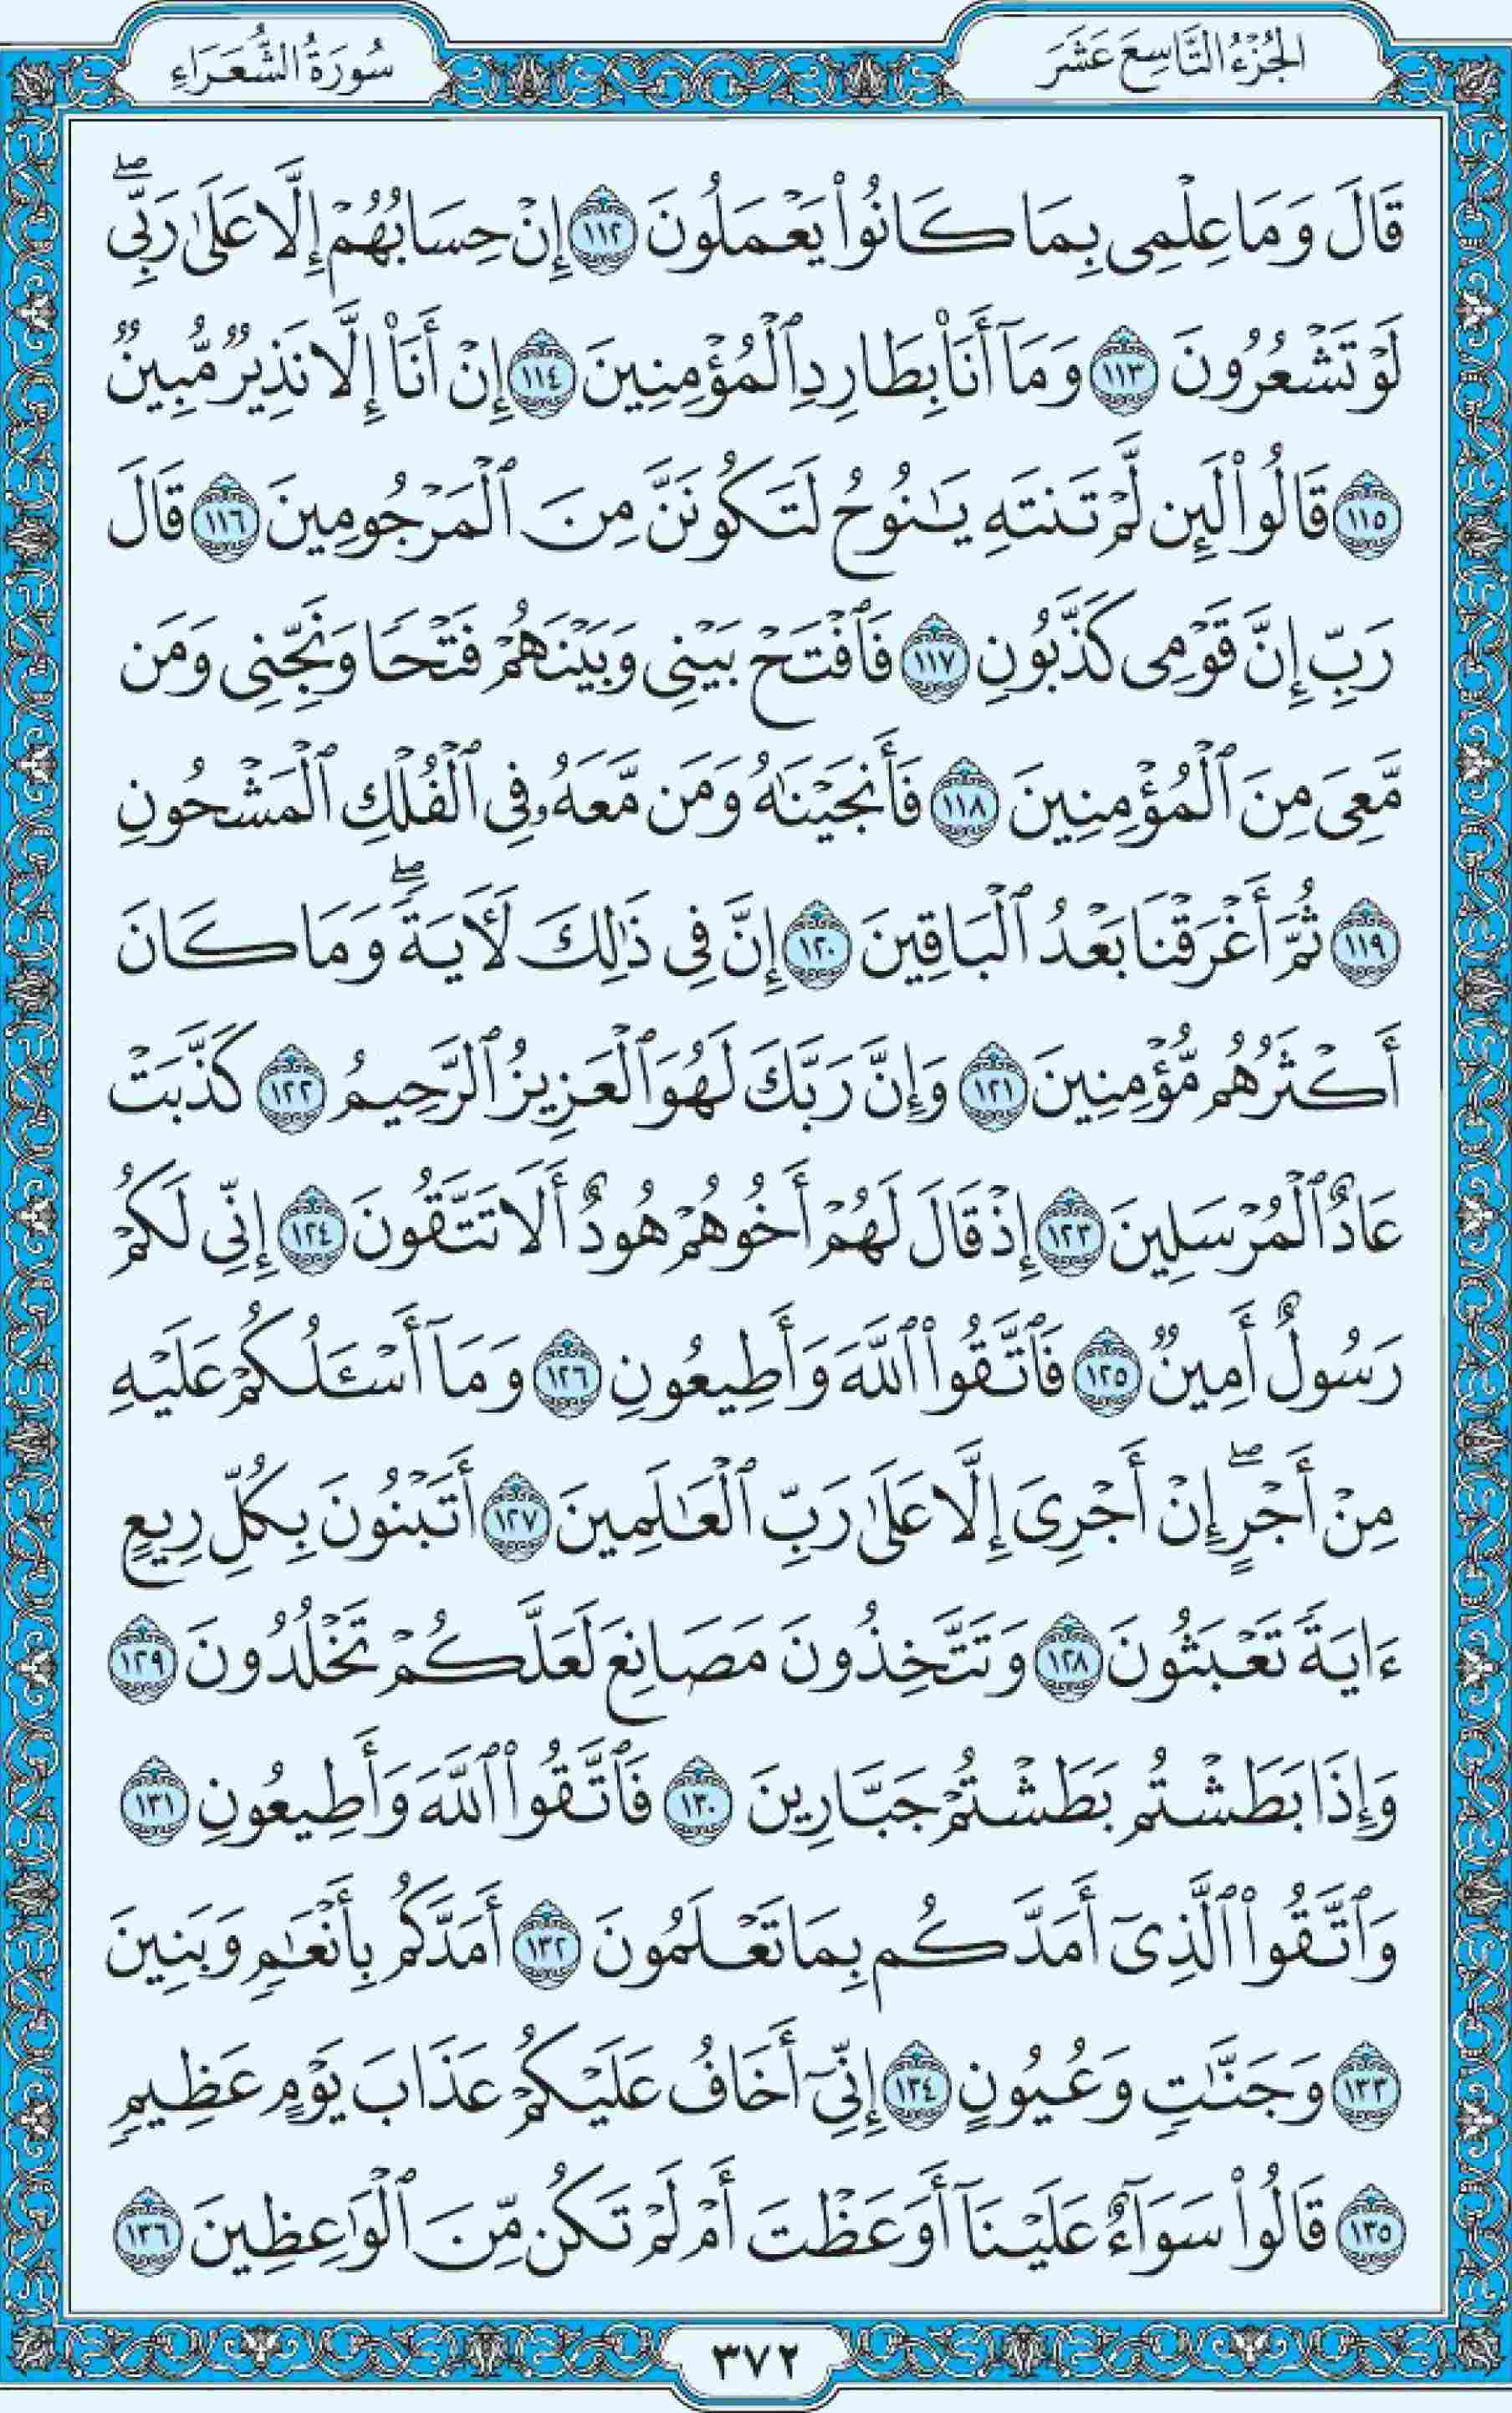 الجُزْءُ التَّاسِعَ عَشَرَ
سُورَةُ الشُّعَرَاءِ
قَالَ وَمَا عِلْمِى بِمَا كَانُوا۟ يَعْمَلُونَ ١١٢ إِنْ حِسَابُهُمْ إِلَّا عَلَىٰ رَبِّىۖ
لَوْ تَشْعُرُونَ ١١٣ وَمَآ أَنَا۠ بِطَارِدِ ٱلْمُؤْمِنِينَ ١١٤ إِنْ أَنَا۠ إِلَّا نَذِيرٌ مُّبِينٌ
١١٥ قَالُوا۟ لَئِن لَّمْ تَنتَهِ يَـٰنُوحُ لَتَكُونَنَّ مِنَ ٱلْمَرْجُومِينَ ١١٦ قَالَ
رَبِّ إِنَّ قَوْمِى كَذَّبُونِ ١١٧ فَٱفْتَحْ بَيْنِى وَبَيْنَهُمْ فَتْحًا وَنَجِّنِى وَمَن
مَّعِىَ مِنَ ٱلْمُؤْمِنِينَ ١١٨ فَأَنجَيْنَـٰهُ وَمَن مَّعَهُۥ فِى ٱلْفُلْكِ ٱلْمَشْحُونِ
١١٩ ثُمَّ أَغْرَقْنَا بَعْدُ ٱلْبَاقِينَ ١٢٠ إِنَّ فِى ذَٰلِكَ لَـَٔايَةًۖ وَمَا كَانَ
أَكْثَرُهُم مُّؤْمِنِينَ ١٢١ وَإِنَّ رَبَّكَ لَهُوَ ٱلْعَزِيزُ ٱلرَّحِيمُ ١٢٢ كَذَّبَتْ
عَادٌ ٱلْمُرْسَلِينَ ١٢٣ إِذْ قَالَ لَهُمْ أَخُوهُمْ هُودٌ أَلَا تَتَّقُونَ ١٢٤ إِنِّى لَكُمْ
رَسُولٌ أَمِينٌ ١٢٥ فَٱتَّقُوا۟ ٱللَّهَ وَأَطِيعُونِ ١٢٦ وَمَآ أَسْـَٔلُكُمْ عَلَيْهِ
مِنْ أَجْرٍۖ إِنْ أَجْرِىَ إِلَّا عَلَىٰ رَبِّ ٱلْعَـٰلَمِينَ ١٢٧ أَتَبْنُونَ بِكُلِّ رِيعٍ
ءَايَةً تَعْبَثُونَ ١٢٨ وَتَتَّخِذُونَ مَصَانِعَ لَعَلَّكُمْ تَخْلُدُونَ ١٢٩
وَإِذَا بَطَشْتُم بَطَشْتُمْ جَبَّارِينَ ١٣٠ فَٱتَّقُوا۟ ٱللَّهَ وَأَطِيعُونِ ١٣١
وَٱتَّقُوا۟ ٱلَّذِىٓ أَمَدَّكُم بِمَا تَعْلَمُونَ ١٣٢ أَمَدَّكُم بِأَنْعَـٰمٍ وَبَنِينَ
١٣٣ وَجَنَّـٰتٍ وَعُيُونٍ ١٣٤ إِنِّىٓ أَخَافُ عَلَيْكُمْ عَذَابَ يَوْمٍ عَظِيمٍ
١٣٥ قَالُوا۟ سَوَآءٌ عَلَيْنَآ أَوَعَظْتَ أَمْ لَمْ تَكُن مِّنَ ٱلْوَٰعِظِينَ ١٣٦
٣٧٢